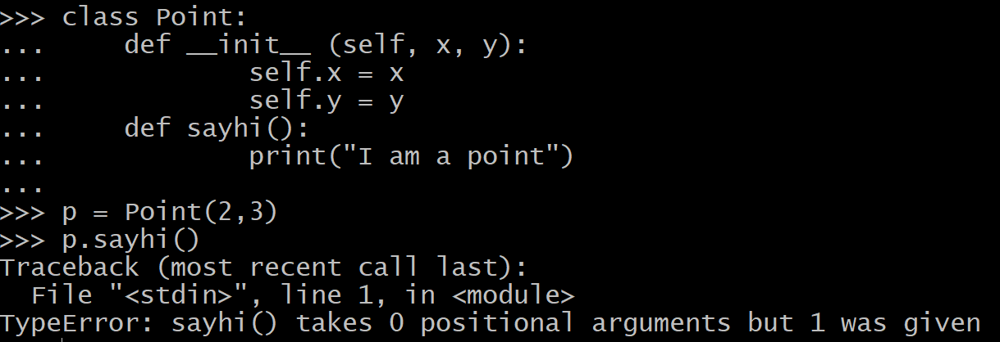 >>> class Point:
...     def __init__ (self, x, y):
...             self.x = x
...             self.y = y
...     def sayhi():
...             print("I am a point")
...
>>> p = Point(2,3)
>>> p.sayhi()
Traceback (most recent call last):
  File "<stdin>", line 1, in <module>
TypeError: sayhi() takes 0 positional arguments but 1 was given